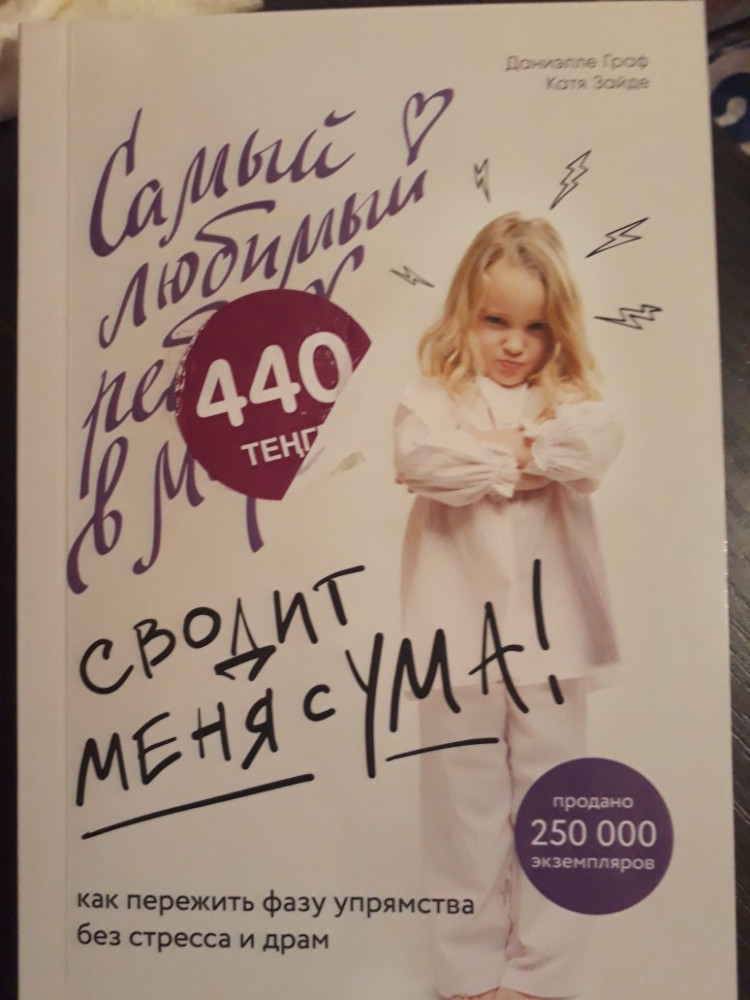 Даниэлле Граф
Катя Зайде
Самый
любимый
440
ТЕҢГ
в
СВОДИТ
МЕНЯ С УМА!
продано
250 000
экземпляров
как пережить фазу упрямства
без стресса и драм